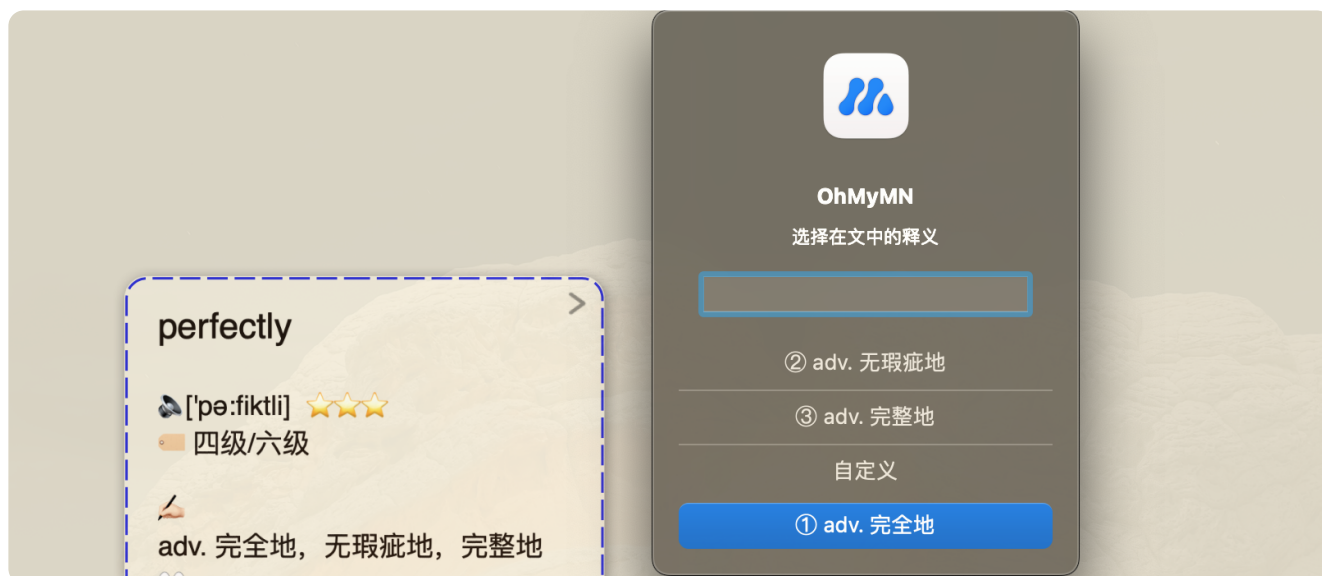 perfectly
['pə:fiktli]
四级/六级
adv. 完全地，无瑕疵地，完整地
OhMyMN
选择在文中的释义
② adv. 无瑕疵地
③ adv. 完整地
自定义
① adv. 完全地